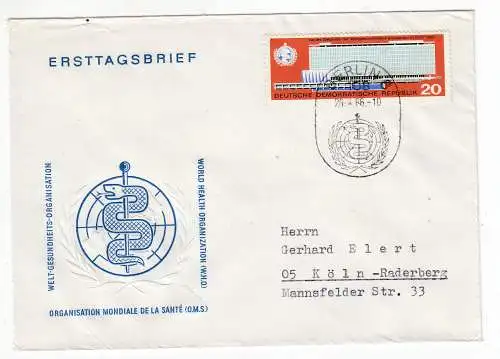 ERSTTAGSBRIEF
DEUTSCHE DEMOKRATISCHE REPUBLIK 20
BERLIN
WELT-GESUNDHEITS-ORGANISATION
WORLD HEALTH ORGANIZATION (W.H.O)
ORGANISATION MONDIALE DE LA SANTÉ (O.M.S.)
Herrn
Gerhard Elert
05 Köln-Raderberg
Mannsfelder Str. 33